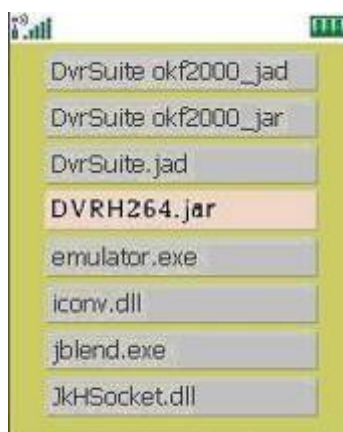 DvrSuite okf2000_jad
DvrSuite okf2000_jar
DvrSuite.jad
DVRH264.jar
emulator.exe
iconv.dll
jblend.exe
JkHSocket.dll